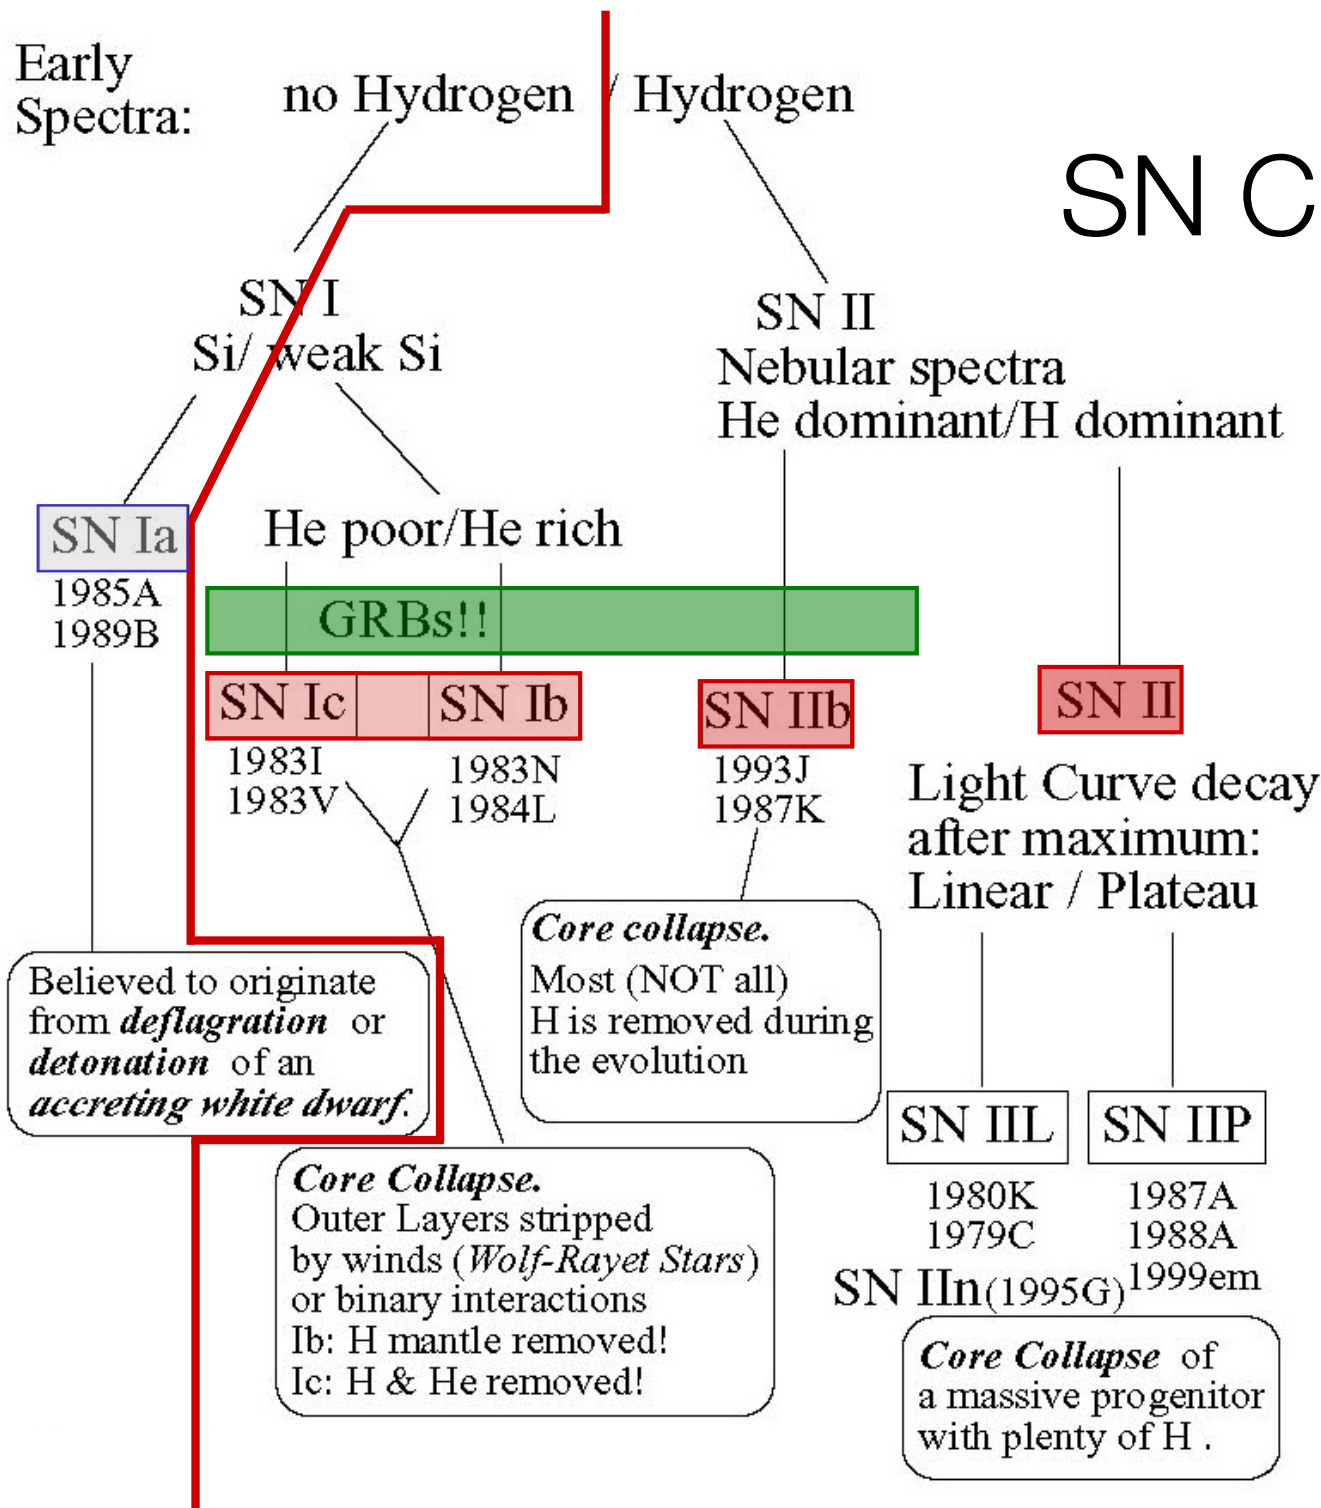 Early
Spectra:
no Hydrogen / Hydrogen
SN C
SN I
Si/ weak Si
SN II
Nebular spectra
He dominant/H dominant
SN Ia
1985A
1989B
He poor/He rich
GRBs!!
SN Ic
1983I
1983V
SN Ib
1983N
1984L
SN IIb
1993J
1987K
SN II
Light Curve decay
after maximum:
Linear / Plateau
Believed to originate
from deflagration or
detonation of an
accreting white dwarf.
Core collapse.
Most (NOT all)
H is removed during
the evolution
Core Collapse.
Outer Layers stripped
by winds (Wolf-Rayet Stars)
or binary interactions
Ib: H mantle removed!
Ic: H & He removed!
SN IIL
1980K
1979C
SN IIP
1987A
1988A
1999em
SN IIn(1995G)
Core Collapse of
a massive progenitor
with plenty of H .